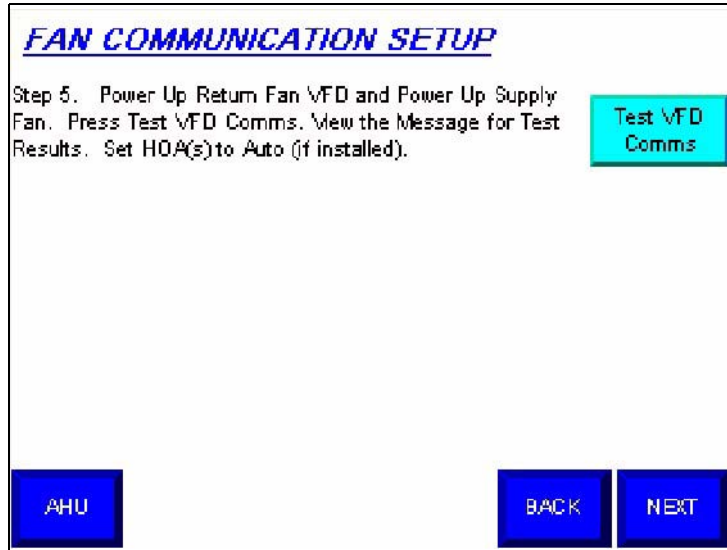 FAN COMMUNICATION SETUP
Step 5. Power Up Return Fan VFD and Power Up Supply
Fan. Press Test VFD Comms. View the Message for Test
Results. Set HOA(s)to Auto (if installed).
Test VFD
Comms
AHU
BACK
NEXT